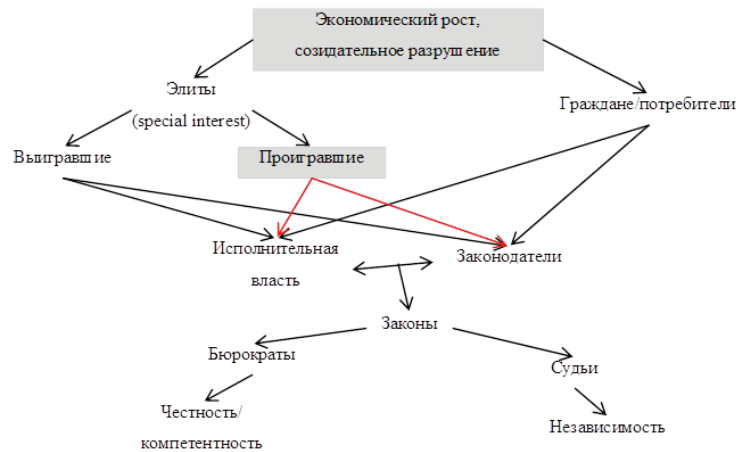 Экономический рост,
созидательное разрушение
Элиты
(special interest)
Граждане/потребители
Выигравшие
Проигравшие
Исполнительная
власть
Законодатели
Законы
Бюрократы
Судьи
Честность/
компетентность
Независимость